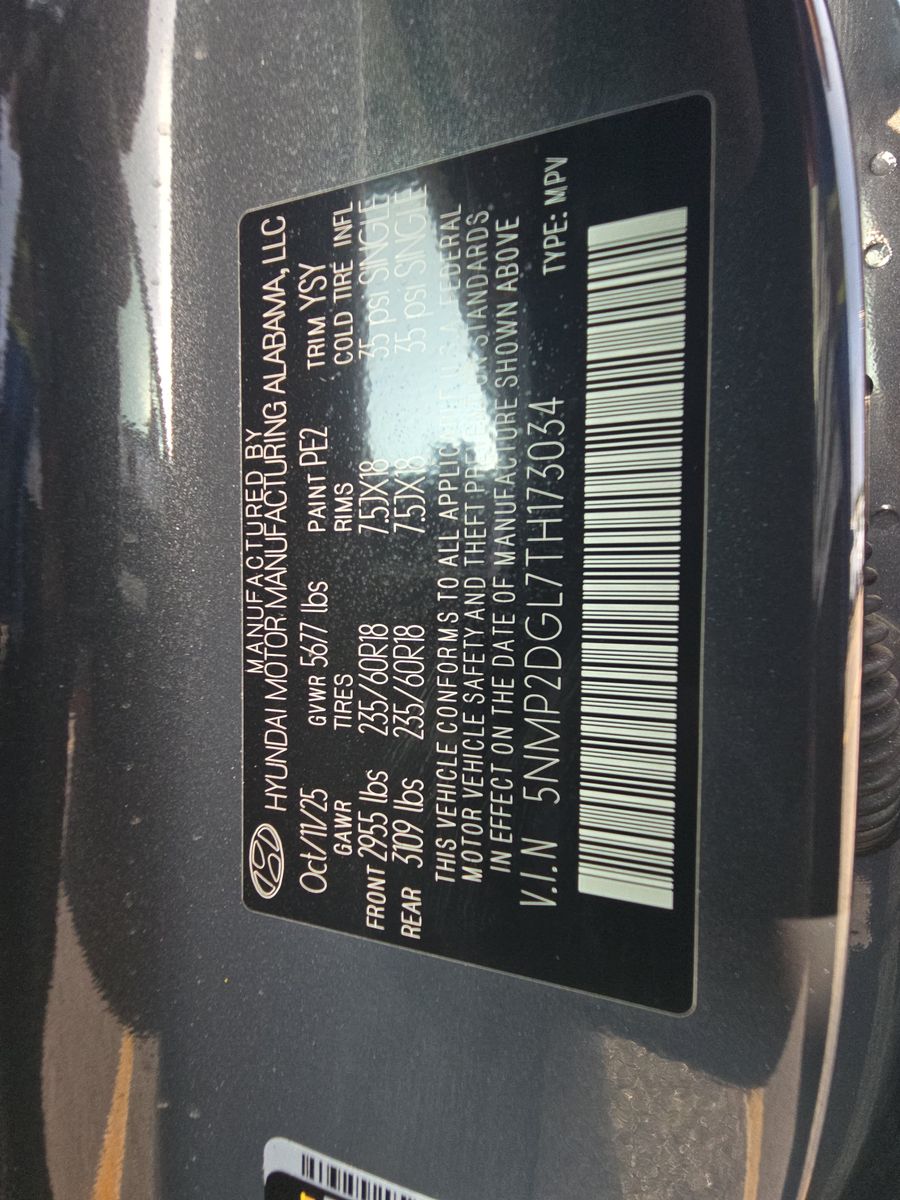 MANUFACTURED BY
HYUNDAI MOTOR MANUFACTURING ALABAMA, LLC
Oct/11/25 GVWR 5677 lbs PAINT PE2 TRIM YSY
GAWR TIRES RIMS COLD TIRE INFL
FRONT 2955 lbs 235/60R18 7.5JX18 35 psi SINGLE
REAR 3109 lbs 235/60R18 7.5JX18 35 psi SINGLE
THIS VEHICLE CONFORMS TO ALL APPLICABLE U.S.A. FEDERAL
MOTOR VEHICLE SAFETY AND THEFT PREVENTION STANDARDS
IN EFFECT ON THE DATE OF MANUFACTURE SHOWN ABOVE
V.I.N 5NMP2DGL7TH173034 TYPE: MPV